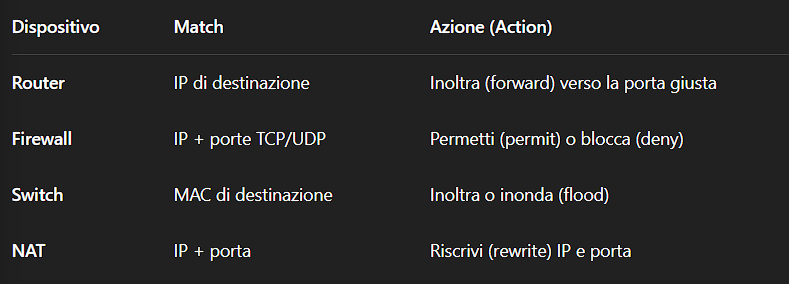 Dispositivo Match Azione (Action)
Router IP di destinazione Inoltra (forward) verso la porta giusta
Firewall IP + porte TCP/UDP Permetti (permit) o blocca (deny)
Switch MAC di destinazione Inoltra o inonda (flood)
NAT IP + porta Riscrivi (rewrite) IP e porta